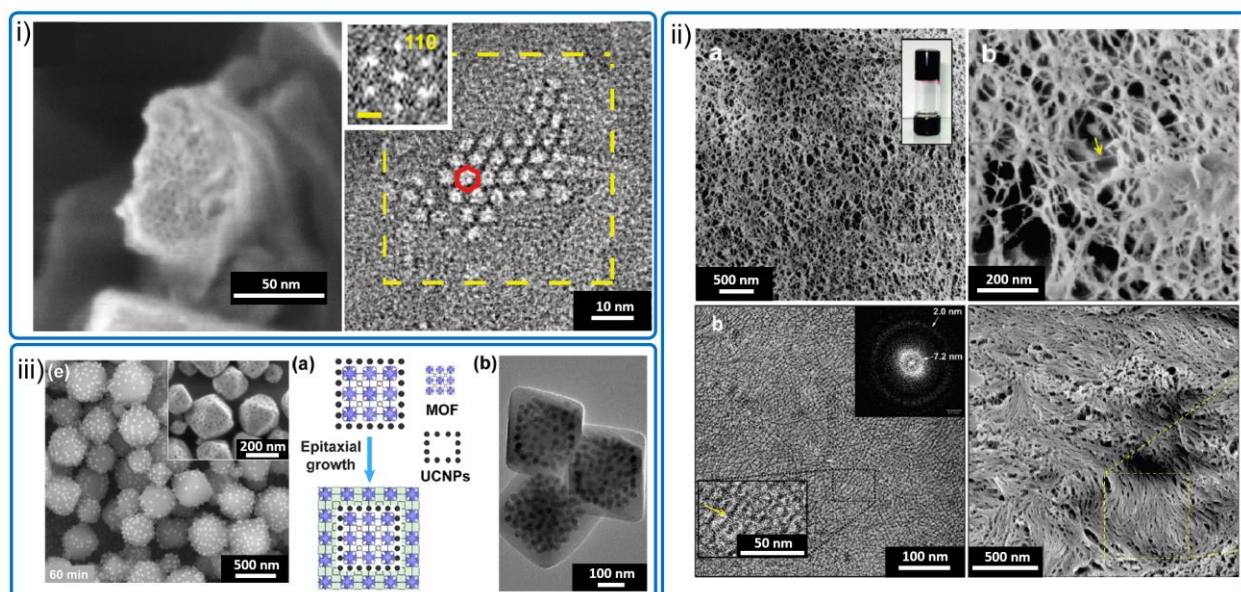 i)
110
50 nm
10 nm
ii)
a
b
500 nm
200 nm
b
2.0 nm
7.2 nm
50 nm
100 nm
500 nm
iii)
(e)
200 nm
60 min
500 nm
(a)
MOF
Epitaxial
growth
UCNPs
(b)
100 nm